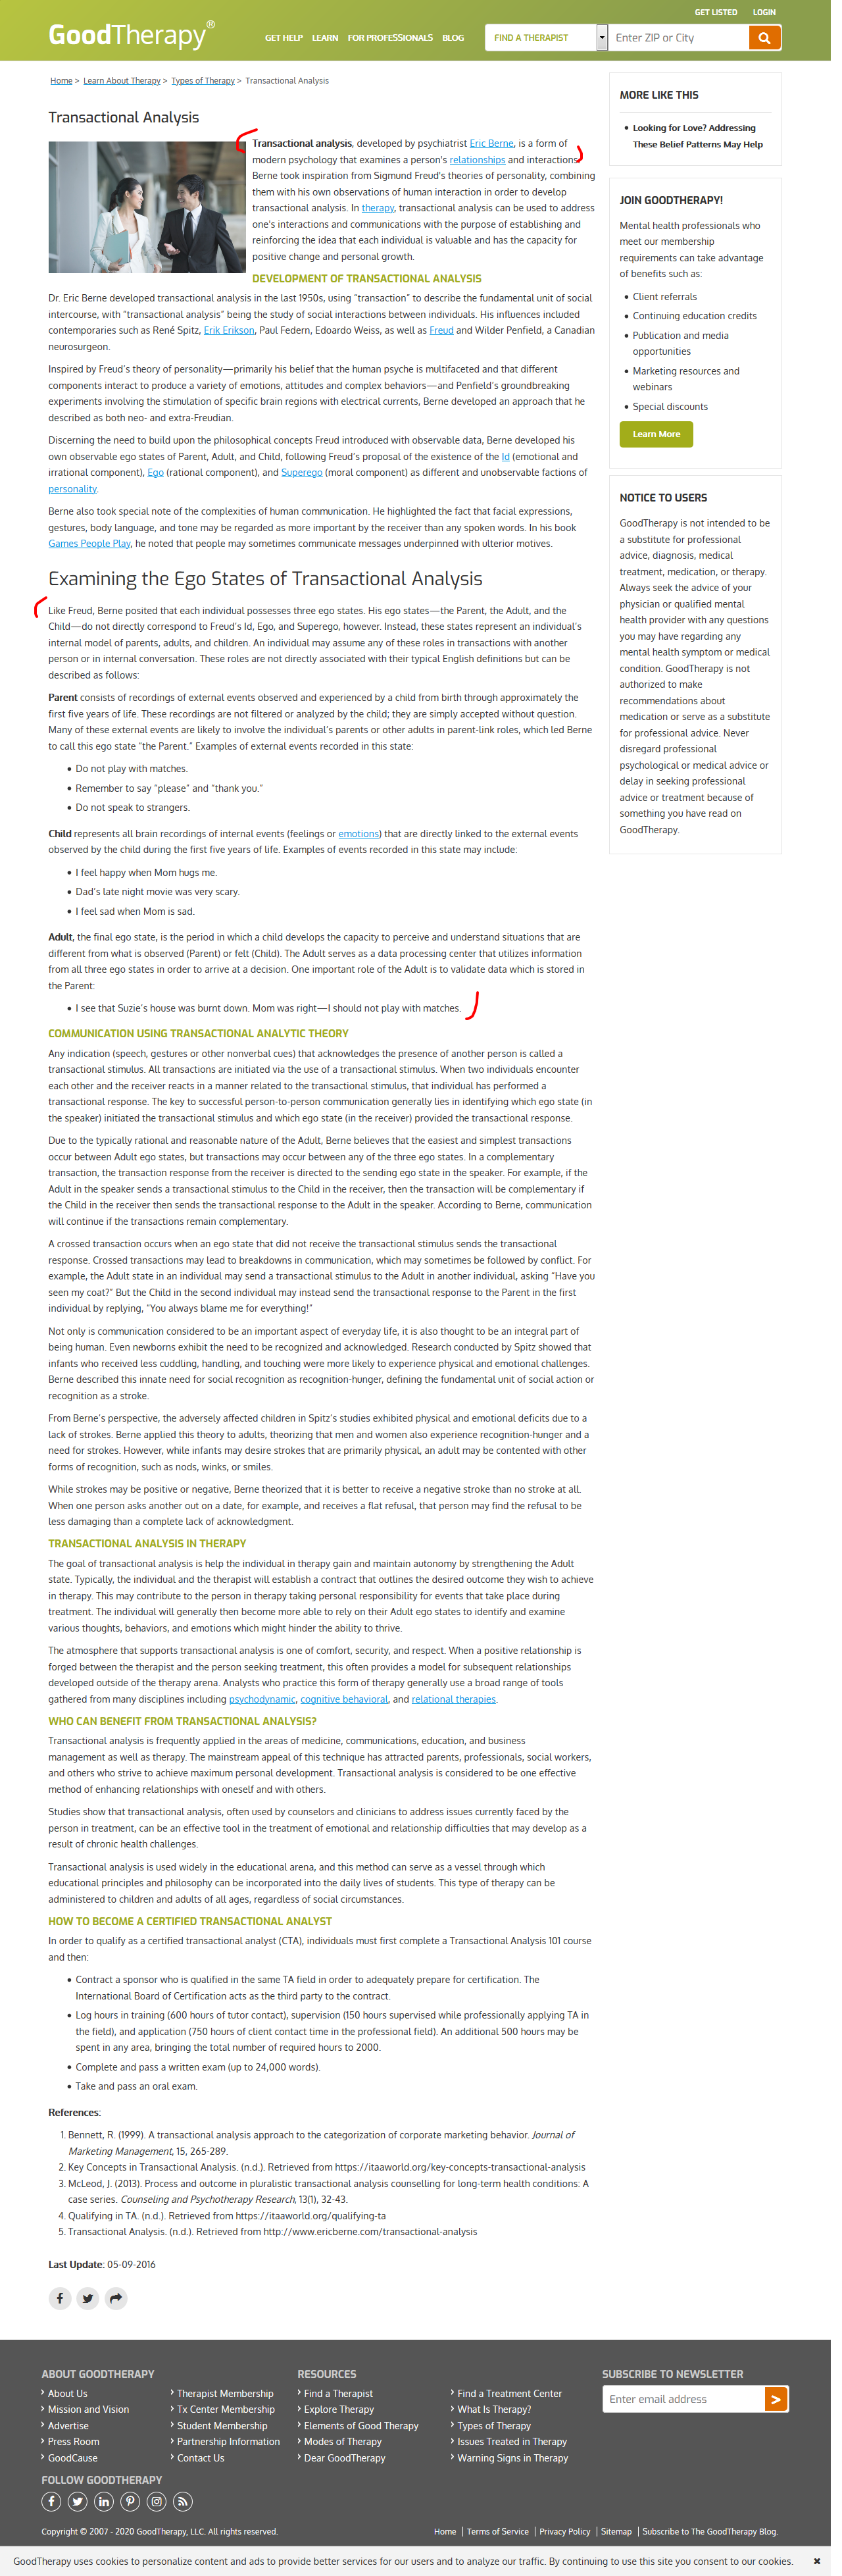 GET LISTED LOGIN
GoodTherapy®
GET HELP LEARN FOR PROFESSIONALS BLOG
FIND A THERAPIST
Enter ZIP or City
Home > Learn About Therapy > Types of Therapy > Transactional Analysis
Transactional Analysis
Transactional analysis, developed by psychiatrist Eric Berne, is a form of
modern psychology that examines a person's relationships and interactions.
Berne took inspiration from Sigmund Freud's theories of personality, combining
them with his own observations of human interaction in order to develop
transactional analysis. In therapy, transactional analysis can be used to address
one's interactions and communications with the purpose of establishing and
reinforcing the idea that each individual is valuable and has the capacity for
positive change and personal growth.
DEVELOPMENT OF TRANSACTIONAL ANALYSIS
Dr. Eric Berne developed transactional analysis in the last 1950s, using "transaction" to describe the fundamental unit of social
intercourse, with "transactional analysis" being the study of social interactions between individuals. His influences included
contemporaries such as René Spitz, Erik Erikson, Paul Federn, Edoardo Weiss, as well as Freud and Wilder Penfield, a Canadian
neurosurgeon.
Inspired by Freud's theory of personality—primarily his belief that the human psyche is multifaceted and that different
components interact to produce a variety of emotions, attitudes and complex behaviors—and Penfield's groundbreaking
experiments involving the stimulation of specific brain regions with electrical currents, Berne developed an approach that he
described as both neo- and extra-Freudian.
Discerning the need to build upon the philosophical concepts Freud introduced with observable data, Berne developed his
own observable ego states of Parent, Adult, and Child, following Freud's proposal of the existence of the Id (emotional and
irrational component), Ego (rational component), and Superego (moral component) as different and unobservable factions of
personality.
Berne also took special note of the complexities of human communication. He highlighted the fact that facial expressions,
gestures, body language, and tone may be regarded as more important by the receiver than any spoken words. In his book
Games People Play, he noted that people may sometimes communicate messages underpinned with ulterior motives.
Examining the Ego States of Transactional Analysis
Like Freud, Berne posited that each individual possesses three ego states. His ego states—the Parent, the Adult, and the
Child—do not directly correspond to Freud's Id, Ego, and Superego, however. Instead, these states represent an individual's
internal model of parents, adults, and children. An individual may assume any of these roles in transactions with another
person or in internal conversation. These roles are not directly associated with their typical English definitions but can be
described as follows:
Parent consists of recordings of external events observed and experienced by a child from birth through approximately the
first five years of life. These recordings are not filtered or analyzed by the child; they are simply accepted without question.
Many of these external events are likely to involve the individual's parents or other adults in parent-link roles, which led Berne
to call this ego state "the Parent." Examples of external events recorded in this state:
• Do not play with matches.
• Remember to say "please" and "thank you."
• Do not speak to strangers.
Child represents all brain recordings of internal events (feelings or emotions) that are directly linked to the external events
observed by the child during the first five years of life. Examples of events recorded in this state may include:
• I feel happy when Mom hugs me.
• Dad's late night movie was very scary.
• I feel sad when Mom is sad.
Adult, the final ego state, is the period in which a child develops the capacity to perceive and understand situations that are
different from what is observed (Parent) or felt (Child). The Adult serves as a data processing center that utilizes information
from all three ego states in order to arrive at a decision. One important role of the Adult is to validate data which is stored in
the Parent:
• I see that Suzie's house was burnt down. Mom was right—I should not play with matches.
COMMUNICATION USING TRANSACTIONAL ANALYTIC THEORY
Any indication (speech, gestures or other nonverbal cues) that acknowledges the presence of another person is called a
transactional stimulus. All transactions are initiated via the use of a transactional stimulus. When two individuals encounter
each other and the receiver reacts in a manner related to the transactional stimulus, that individual has performed a
transactional response. The key to successful person-to-person communication generally lies in identifying which ego state (in
the speaker) initiated the transactional stimulus and which ego state (in the receiver) provided the transactional response.
Due to the typically rational and reasonable nature of the Adult, Berne believes that the easiest and simplest transactions
occur between Adult ego states, but transactions may occur between any of the three ego states. In a complementary
transaction, the transaction response from the receiver is directed to the sending ego state in the speaker. For example, if the
Adult in the speaker sends a transactional stimulus to the Child in the receiver, then the transaction will be complementary if
the Child in the receiver then sends the transactional response to the Adult in the speaker. According to Berne, communication
will continue if the transactions remain complementary.
A crossed transaction occurs when an ego state that did not receive the transactional stimulus sends the transactional
response. Crossed transactions may lead to breakdowns in communication, which may sometimes be followed by conflict. For
example, the Adult state in an individual may send a transactional stimulus to the Adult in another individual, asking "Have you
seen my coat?" But the Child in the second individual may instead send the transactional response to the Parent in the first
individual by replying, "You always blame me for everything!"
Not only is communication considered to be an important aspect of everyday life, it is also thought to be an integral part of
being human. Even newborns exhibit the need to be recognized and acknowledged. Research conducted by Spitz showed that
infants who received less cuddling, handling, and touching were more likely to experience physical and emotional challenges.
Berne described this innate need for social recognition as recognition-hunger, defining the fundamental unit of social action or
recognition as a stroke.
From Berne's perspective, the adversely affected children in Spitz's studies exhibited physical and emotional deficits due to a
lack of strokes. Berne applied this theory to adults, theorizing that men and women also experience recognition-hunger and a
need for strokes. However, while infants may desire strokes that are primarily physical, an adult may be contented with other
forms of recognition, such as nods, winks, or smiles.
While strokes may be positive or negative, Berne theorized that it is better to receive a negative stroke than no stroke at all.
When one person asks another out on a date, for example, and receives a flat refusal, that person may find the refusal to be
less damaging than a complete lack of acknowledgment.
TRANSACTIONAL ANALYSIS IN THERAPY
The goal of transactional analysis is help the individual in therapy gain and maintain autonomy by strengthening the Adult
state. Typically, the individual and the therapist will establish a contract that outlines the desired outcome they wish to achieve
in therapy. This may contribute to the person in therapy taking personal responsibility for events that take place during
treatment. The individual will generally then become more able to rely on their Adult ego states to identify and examine
various thoughts, behaviors, and emotions which might hinder the ability to thrive.
The atmosphere that supports transactional analysis is one of comfort, security, and respect. When a positive relationship is
forged between the therapist and the person seeking treatment, this often provides a model for subsequent relationships
developed outside of the therapy arena. Analysts who practice this form of therapy generally use a broad range of tools
gathered from many disciplines including psychodynamic, cognitive behavioral, and relational therapies.
WHO CAN BENEFIT FROM TRANSACTIONAL ANALYSIS?
Transactional analysis is frequently applied in the areas of medicine, communications, education, and business
management as well as therapy. The mainstream appeal of this technique has attracted parents, professionals, social workers,
and others who strive to achieve maximum personal development. Transactional analysis is considered to be one effective
method of enhancing relationships with oneself and with others.
Studies show that transactional analysis, often used by counselors and clinicians to address issues currently faced by the
person in treatment, can be an effective tool in the treatment of emotional and relationship difficulties that may develop as a
result of chronic health challenges.
Transactional analysis is used widely in the educational arena, and this method can serve as a vessel through which
educational principles and philosophy can be incorporated into the daily lives of students. This type of therapy can be
administered to children and adults of all ages, regardless of social circumstances.
HOW TO BECOME A CERTIFIED TRANSACTIONAL ANALYST
In order to qualify as a certified transactional analyst (CTA), individuals must first complete a Transactional Analysis 101 course
and then:
• Contract a sponsor who is qualified in the same TA field in order to adequately prepare for certification. The
International Board of Certification acts as the third party to the contract.
• Log hours in training (600 hours of tutor contact), supervision (150 hours supervised while professionally applying TA in
the field), and application (750 hours of client contact time in the professional field). An additional 500 hours may be
spent in any area, bringing the total number of required hours to 2000.
• Complete and pass a written exam (up to 24,000 words).
• Take and pass an oral exam.
References:
1. Bennett, R. (1999). A transactional analysis approach to the categorization of corporate marketing behavior. Journal of
Marketing Management, 15, 265-289.
2. Key Concepts in Transactional Analysis. (n.d.). Retrieved from https://itaaworld.org/key-concepts-transactional-analysis
3. McLeod, J. (2013). Process and outcome in pluralistic transactional analysis counselling for long-term health conditions: A
case series. Counseling and Psychotherapy Research, 13(1), 32-43.
4. Qualifying in TA. (n.d.). Retrieved from https://itaaworld.org/qualifying-ta
5. Transactional Analysis. (n.d.). Retrieved from http://www.ericberne.com/transactional-analysis
Last Update: 05-09-2016
MORE LIKE THIS
• Looking for Love? Addressing
These Belief Patterns May Help
JOIN GOODTHERAPY!
Mental health professionals who
meet our membership
requirements can take advantage
of benefits such as:
• Client referrals
• Continuing education credits
• Publication and media
opportunities
• Marketing resources and
webinars
• Special discounts
Learn More
NOTICE TO USERS
GoodTherapy is not intended to be
a substitute for professional
advice, diagnosis, medical
treatment, medication, or therapy.
Always seek the advice of your
physician or qualified mental
health provider with any questions
you may have regarding any
mental health symptom or medical
condition. GoodTherapy is not
authorized to make
recommendations about
medication or serve as a substitute
for professional advice. Never
disregard professional
psychological or medical advice or
delay in seeking professional
advice or treatment because of
something you have read on
GoodTherapy.
ABOUT GOODTHERAPY
About Us
Mission and Vision
Advertise
Press Room
GoodCause
Therapist Membership
Tx Center Membership
Student Membership
Partnership Information
Contact Us
RESOURCES
Find a Therapist
Explore Therapy
Elements of Good Therapy
Modes of Therapy
Dear GoodTherapy
Find a Treatment Center
What Is Therapy?
Types of Therapy
Issues Treated in Therapy
Warning Signs in Therapy
SUBSCRIBE TO NEWSLETTER
Enter email address
>
FOLLOW GOODTHERAPY
Copyright © 2007 - 2020 GoodTherapy, LLC. All rights reserved.
Home | Terms of Service | Privacy Policy | Sitemap | Subscribe to The GoodTherapy Blog.
GoodTherapy uses cookies to personalize content and ads to provide better services for our users and to analyze our traffic. By continuing to use this site you consent to our cookies.